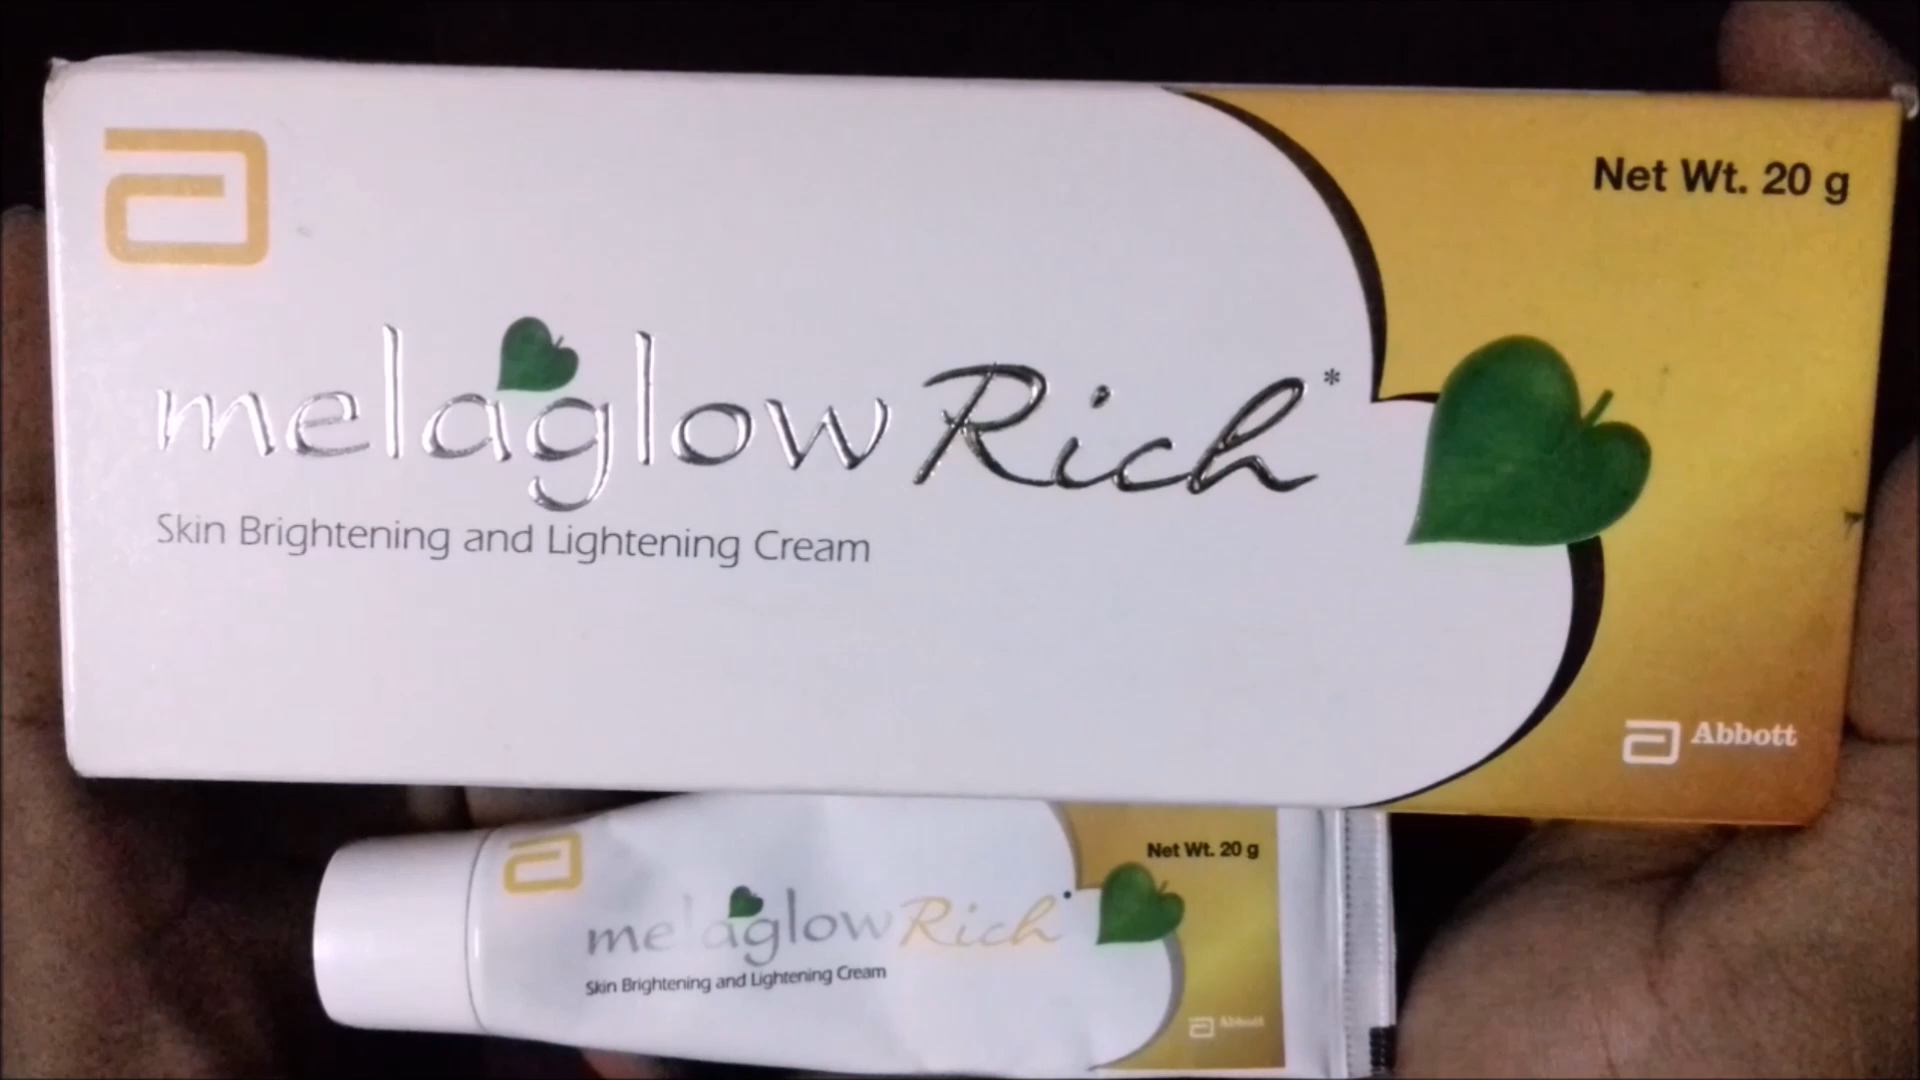 Net Wt. 20 g
melaglow Rich*
Skin Brightening and Lightening Cream
Abbott
Net Wt. 20 g
melaglow Rich*
Skin Brightening and Lightening Cream
Abbott